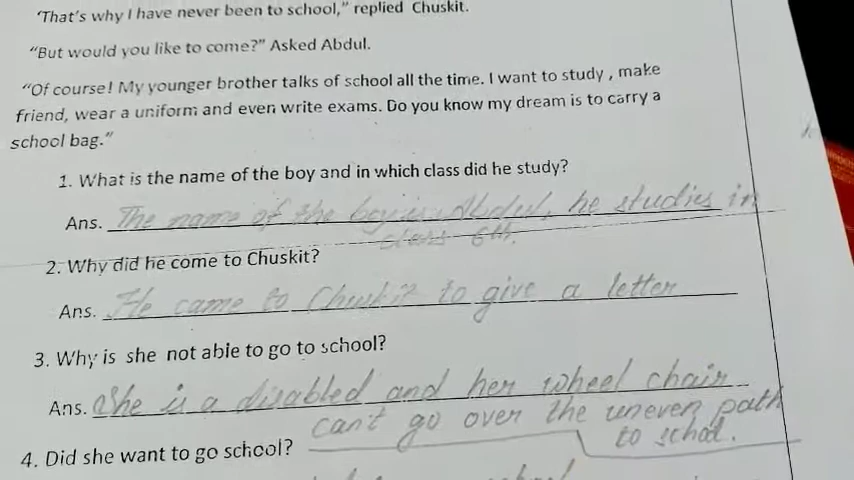 'That's why I have never been to school," replied Chuskit.
"But would you like to come?" Asked Abdul.
"Of course! My younger brother talks of school all the time. I want to study , make
friend, wear a uniform and even write exams. Do you know my dream is to carry a
school bag."
1. What is the name of the boy and in which class did he study?
Ans. The name of the boy is Abdul, he studies in
class 6th.
2. Why did he come to Chuskit?
Ans. He came to Chuskit to give a letter
3. Why is she not able to go to school?
Ans. She is a disabled and her wheel chair
can't go over the uneven path
to school.
4. Did she want to go school?